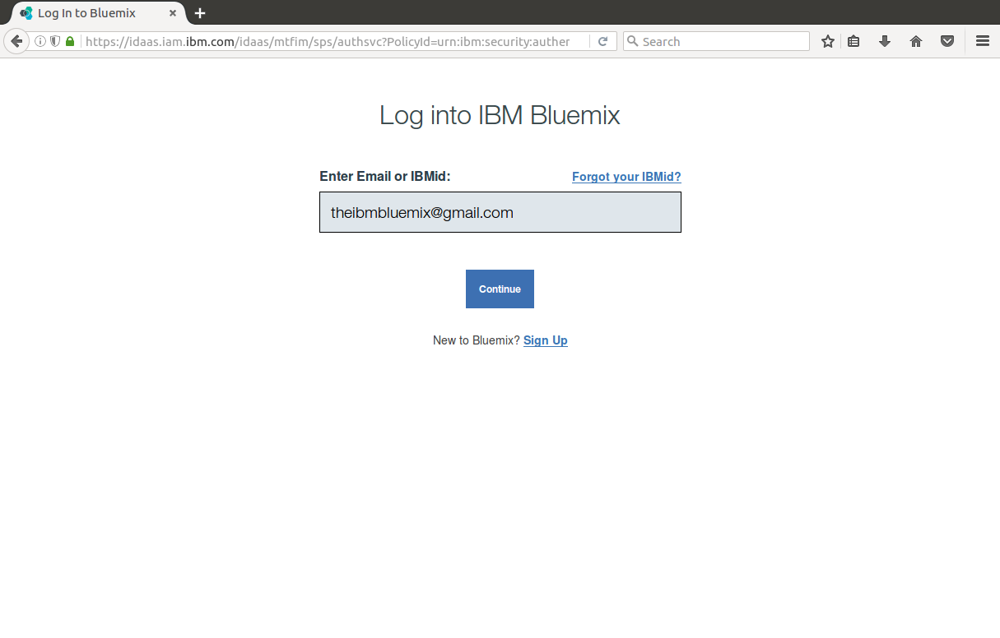 Log In to Bluemix
https://idaas.iam.ibm.com/idaas/mtfim/sps/authsvc?PolicyId=urn:ibm:security:auther
Search
Log into IBM Bluemix
Enter Email or IBMid: Forgot your IBMid?
theibmbluemix@gmail.com
Continue
New to Bluemix? Sign Up